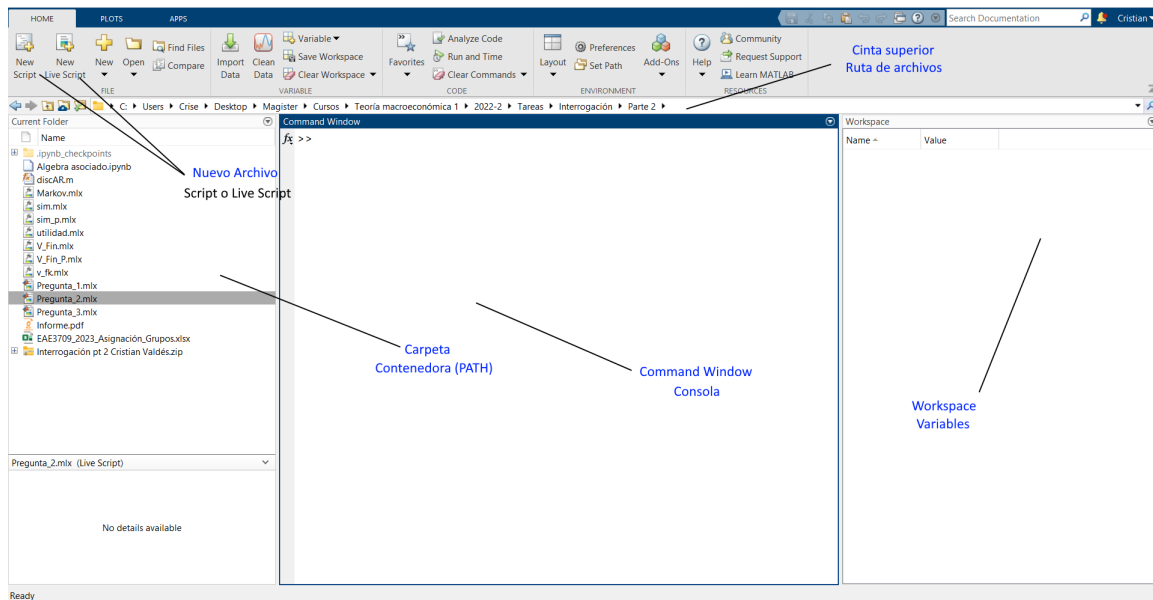 HOME PLOTS APPS
Search Documentation
Cristian
New Script
New Live Script
New
Open
Find Files
Compare
Import Data
Clean Data
Variable
Save Workspace
Clear Workspace
Favorites
Analyze Code
Run and Time
Clear Commands
Layout
Preferences
Set Path
Add-Ons
Help
Community
Request Support
Learn MATLAB
FILE VARIABLE CODE ENVIRONMENT RESOURCES
Cinta superior
Ruta de archivos
C: Users Crise Desktop Magister Cursos Teoría macroeconómica 1 2022-2 Tareas Interrogación Parte 2
Current Folder
Name
.ipynb_checkpoints
Algebra asociado.ipynb
discAR.m
Markov.mlx
sim.mlx
sim_p.mlx
utilidad.mlx
V_Fin.mlx
V_Fin_P.mlx
v_fk.mlx
Pregunta_1.mlx
Pregunta_2.mlx
Pregunta_3.mlx
Informe.pdf
EAE3709_2023_Asignación_Grupos.xlsx
Interrogación pt 2 Cristian Valdés.zip
Nuevo Archivo
Script o Live Script
Carpeta
Contenedora (PATH)
Pregunta_2.mlx (Live Script)
No details available
Command Window
fx >>
Command Window
Consola
Workspace
Name Value
Workspace
Variables
Ready